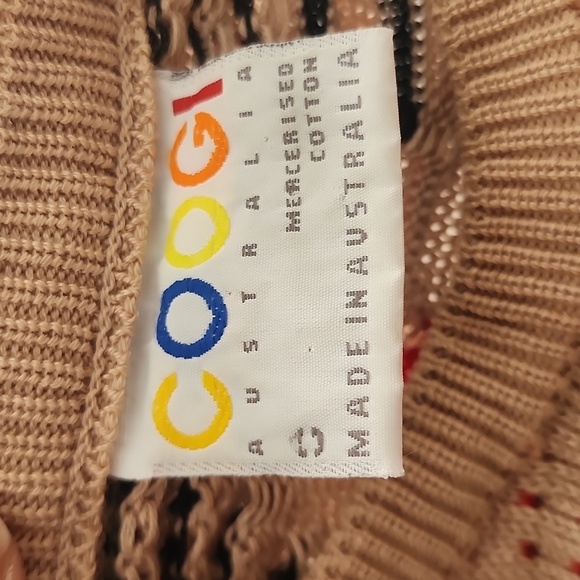 COOGI
AUSTRALIA
MERCERISED
COTTON
MADE IN AUSTRALIA